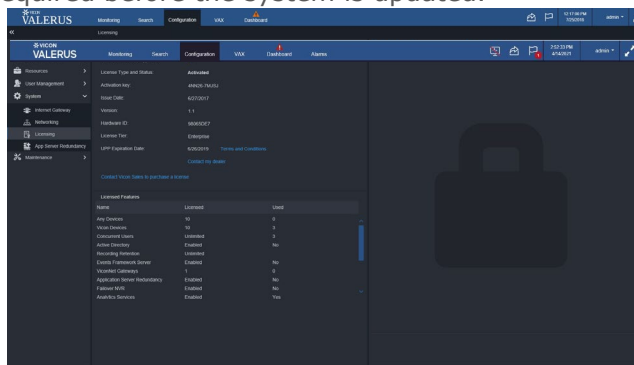 equired before the system is updated.
VICON
VALERUS
Monitoring Search Configuration VAX Dashboard
12:17:06 PM
admin
Licensing
VICON
VALERUS
Monitoring Search Configuration VAX Dashboard Alarms
2:52:33 PM
4/14/2021
admin
Resources
User Management
System
Internet Gateway
Networking
Licensing
App Server Redundancy
Maintenance
License Type and Status: Activated
Activation key:
Issue Date: 6/27/2017
Version: 1.1
Hardware ID: 98965DE7
License Tier: Enterprise
UPP Expiration Date: 6/26/2019 Terms and Conditions
Contact my dealer
Contact Vicon Sales to purchase a license
Licensed Features
Name Licensed Used
Any Devices 10 0
Vicon Devices 10 3
Concurrent Users Unlimited 3
Active Directory Enabled No
Recording Retention Unlimited
Events Framework Server Enabled No
ViconNet Gateways 1 0
Application Server Redundancy Enabled No
Failover NVR Enabled No
Analytics Services Enabled Yes